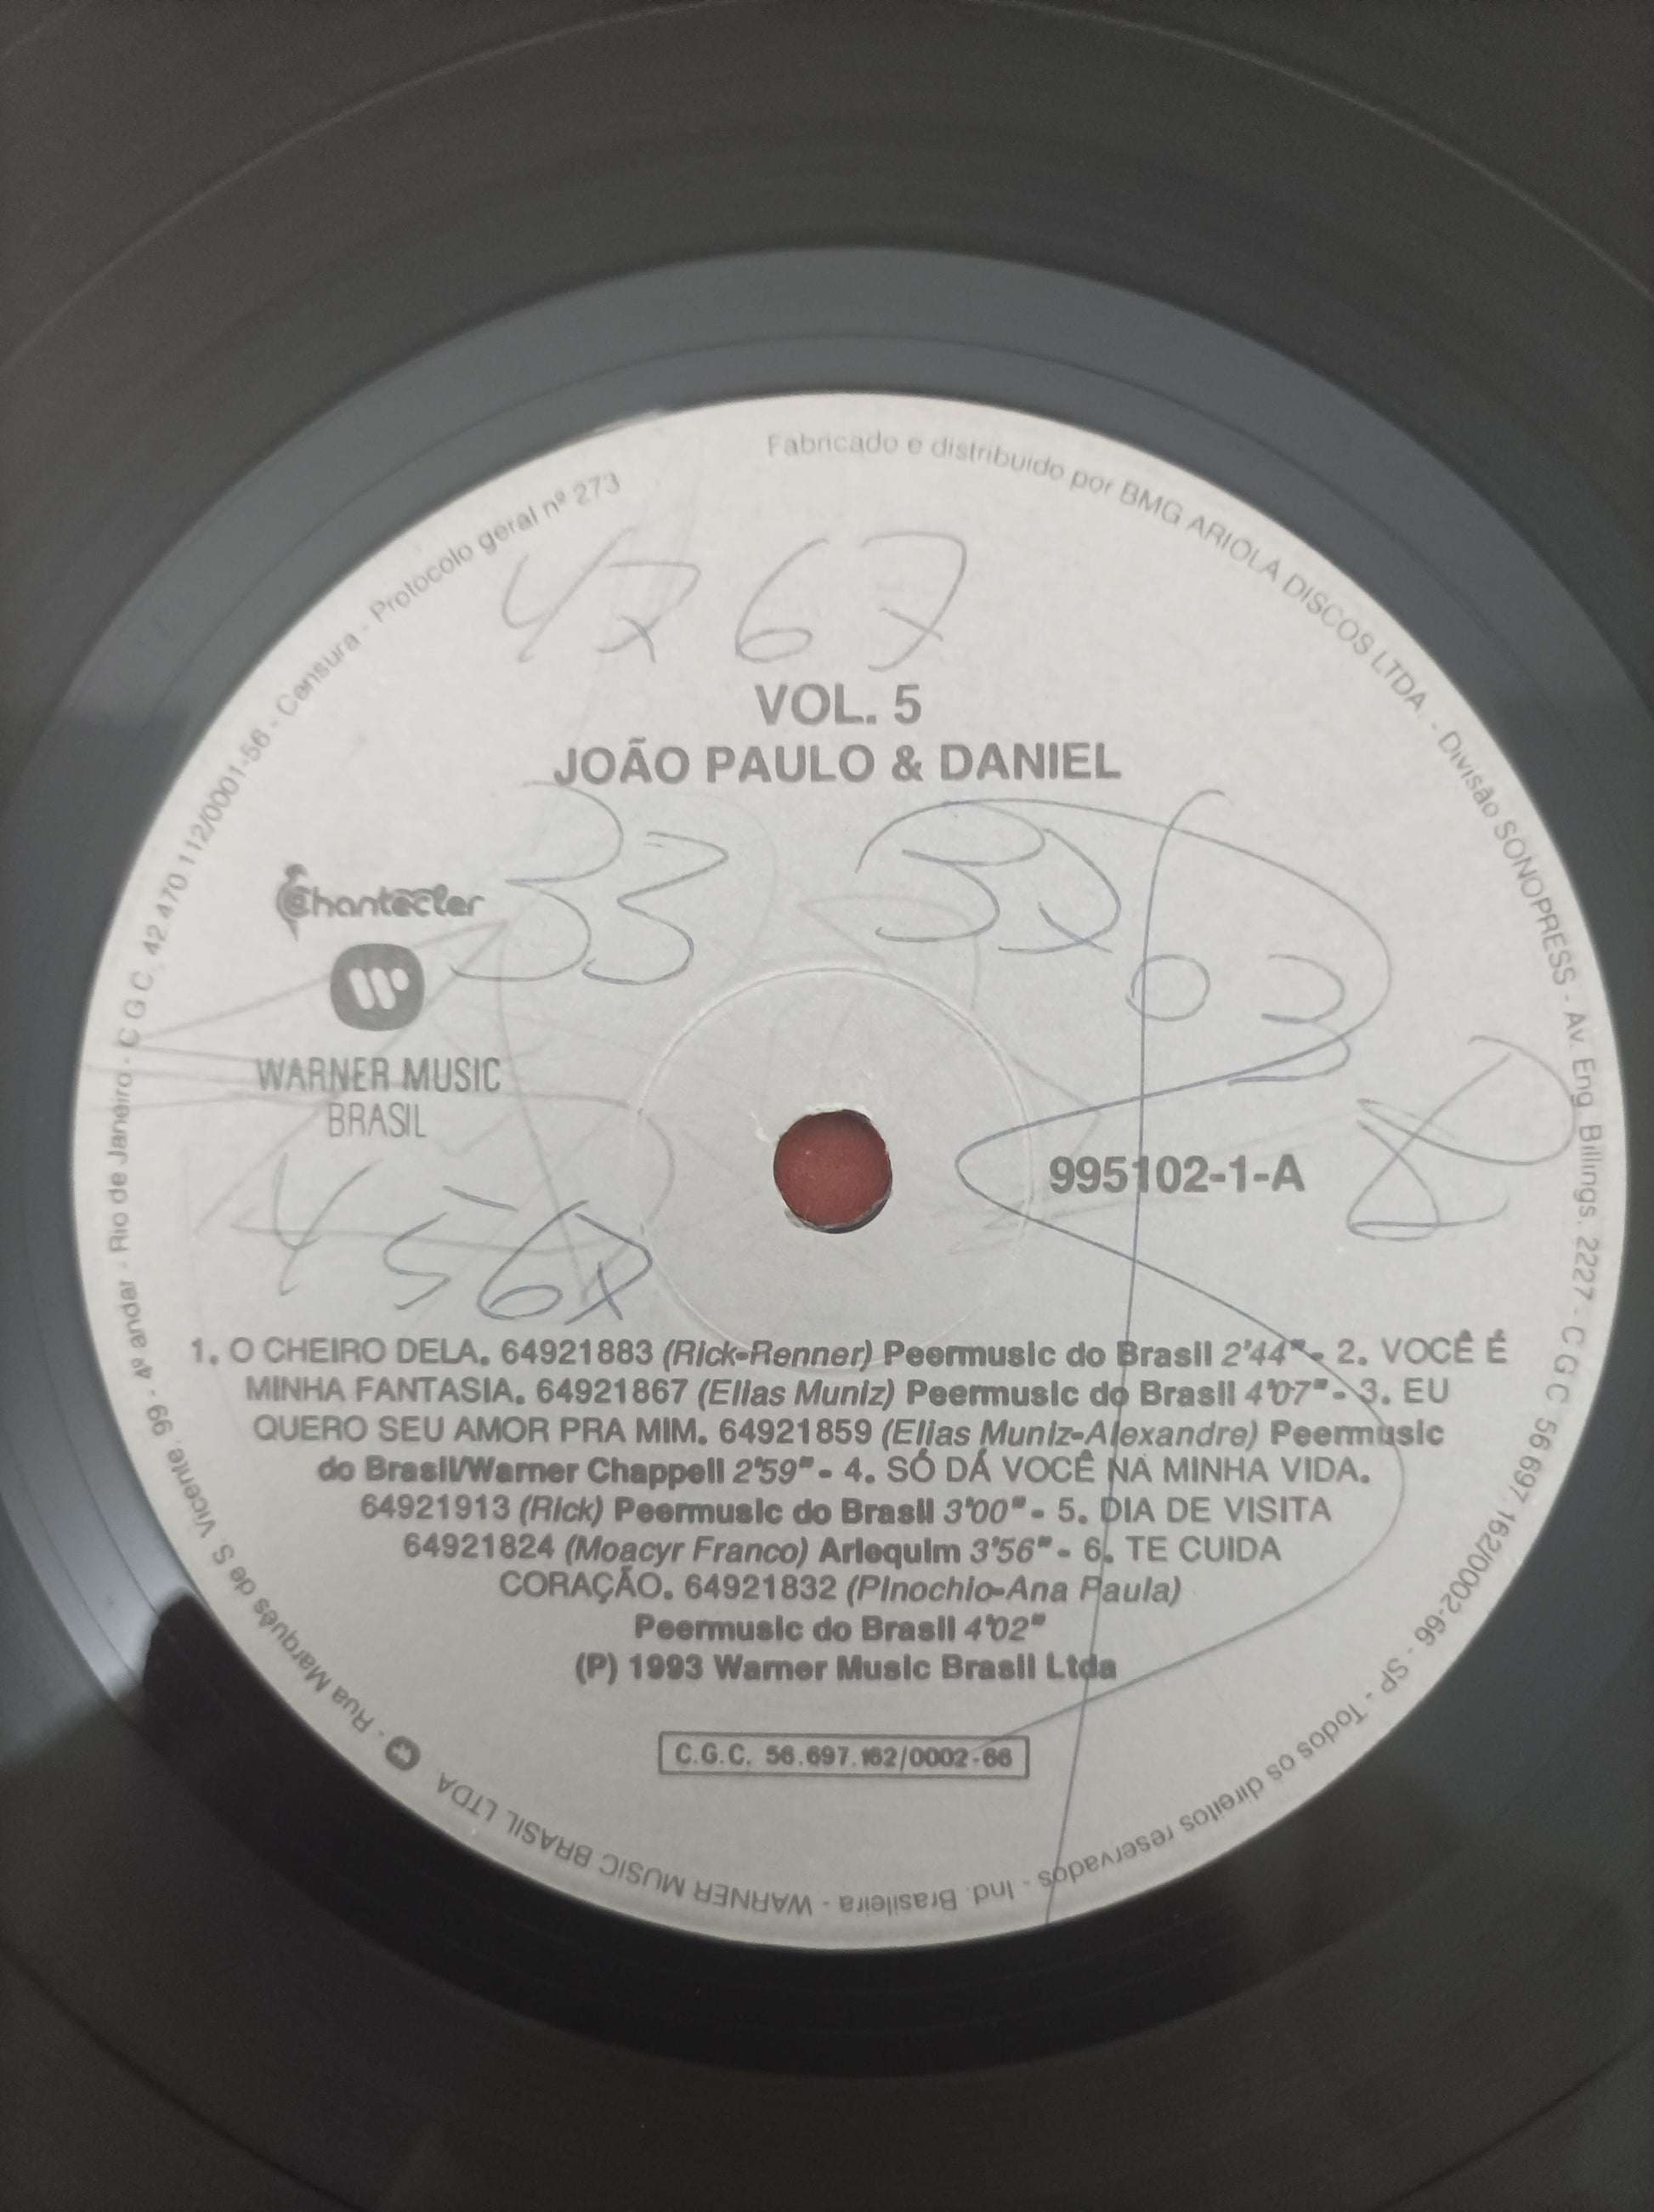 Fabricado e distribuido por BMG ARIOLA DISCOS LTDA. - Divisão SONOPRESS - Av. Eng. Billings. 2227 - C G C 56.697.162/0002-66 - SP - Todos os direitos reservados - Ind. Brasileira - WARNER MUSIC BRASIL LTDA - Rua Marquês de S. Vicente. 99 - 4º andar - Rio de Janeiro - C G C 42.470 112/0001-56 - Censura - Protocolo geral nº 273
4767
VOL. 5
JOÃO PAULO & DANIEL
Chantecler
33
WARNER MUSIC
BRASIL
995102-1-A
8
4567
1. O CHEIRO DELA. 64921883 (Rick-Renner) Peermusic do Brasil 2'44" - 2. VOCÊ É
MINHA FANTASIA. 64921867 (Elias Muniz) Peermusic do Brasil 4'07" - 3. EU
QUERO SEU AMOR PRA MIM. 64921859 (Elias Muniz-Alexandre) Peermusic
do Brasil/Warner Chappell 2'59" - 4. SÓ DÁ VOCÊ NA MINHA VIDA.
64921913 (Rick) Peermusic do Brasil 3'00" - 5. DIA DE VISITA
64921824 (Moacyr Franco) Arlequim 3'56" - 6. TE CUIDA
CORAÇÃO. 64921832 (Pinochio-Ana Paula)
Peermusic do Brasil 4'02"
(P) 1993 Warner Music Brasil Ltda
C.G.C. 56.697.162/0002-66